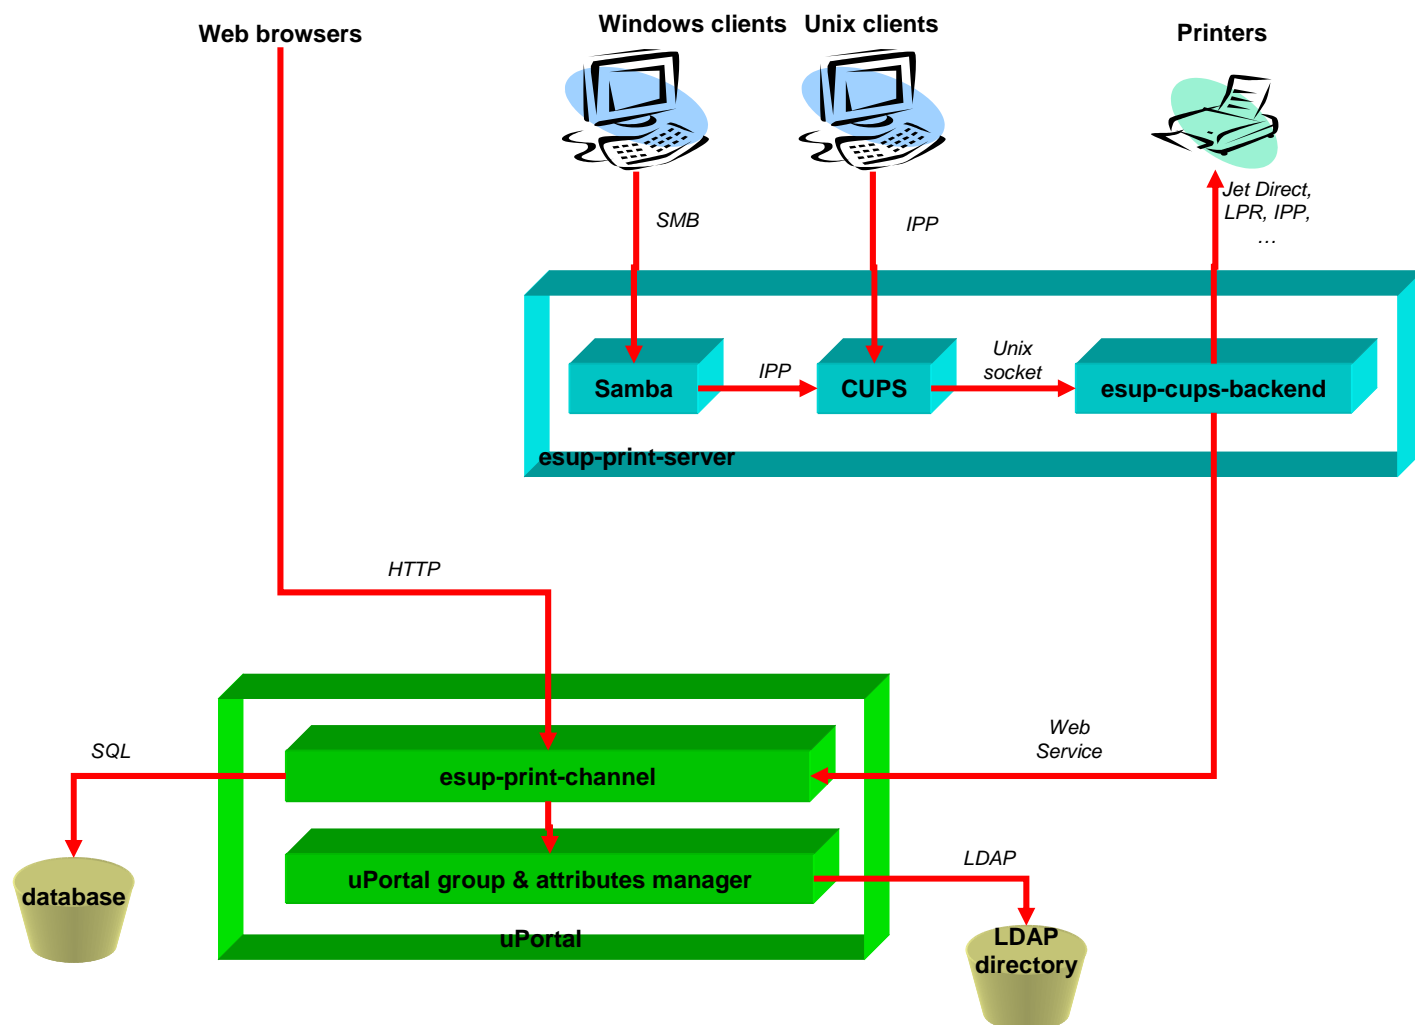 Web browsers
Windows clients
Unix clients
Printers
SMB
IPP
Jet Direct,
LPR, IPP,
...
Samba
IPP
CUPS
Unix
socket
esup-cups-backend
esup-print-server
HTTP
SQL
esup-print-channel
Web
Service
uPortal group & attributes manager
LDAP
database
uPortal
LDAP
directory